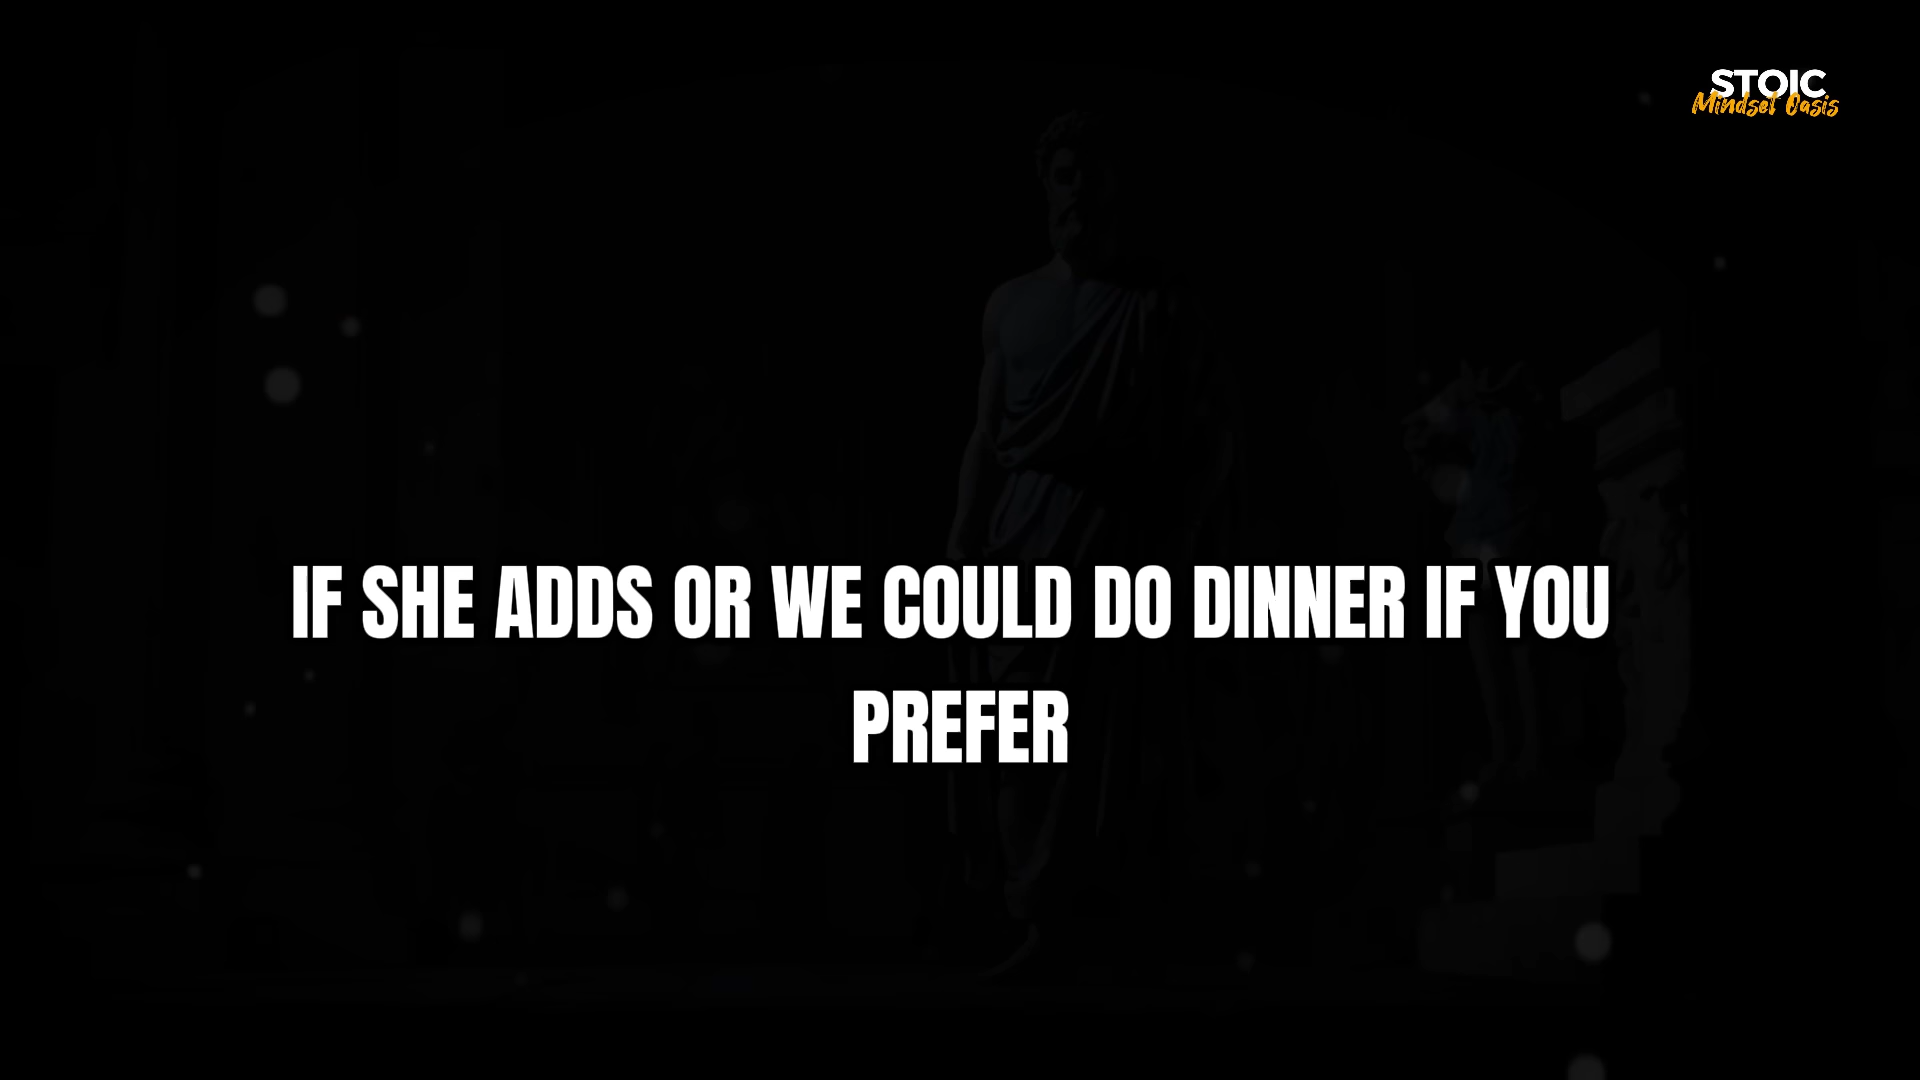 STOIC
Mindset Oasis
IF SHE ADDS OR WE COULD DO DINNER IF YOU
PREFER